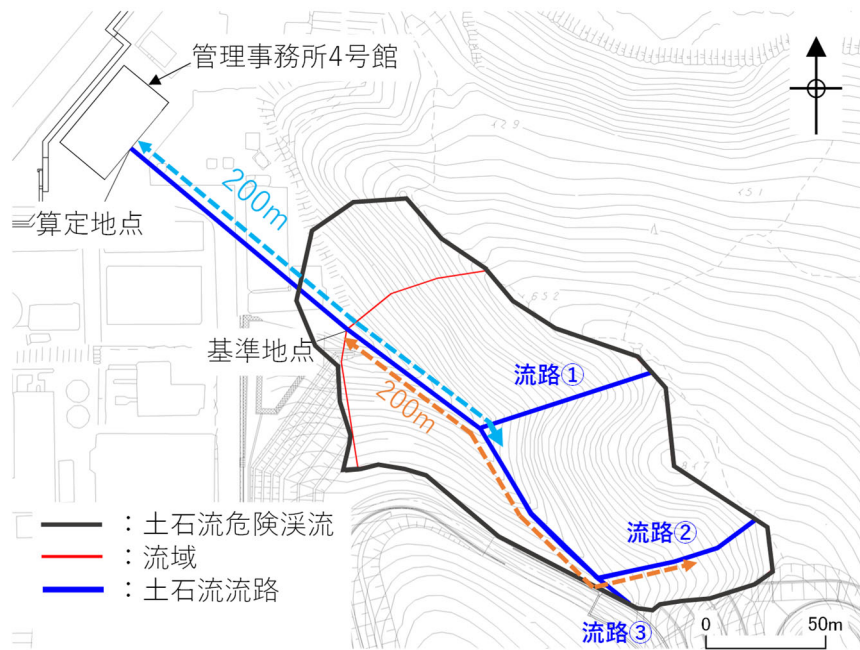 管理事務所4号館
200m
算定地点
基準地点
流路①
200m
流路②
：土石流危険渓流
：流域
：土石流流路
流路③
0 50m